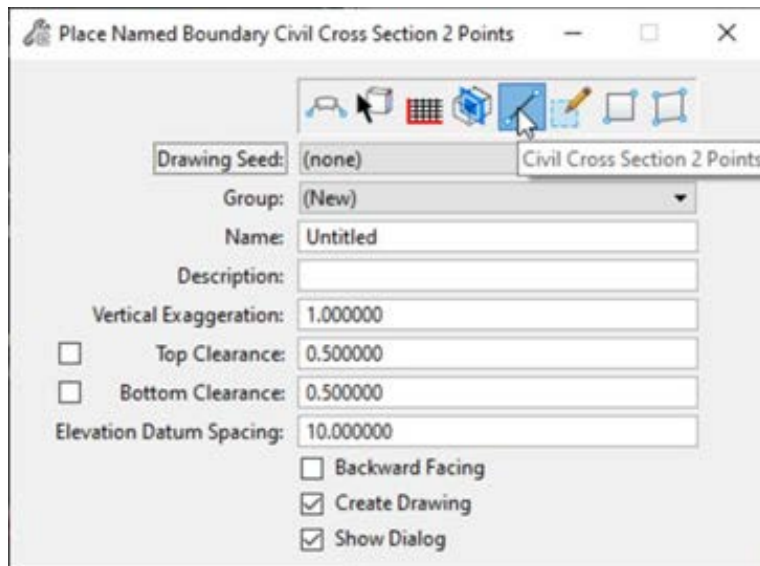 Place Named Boundary Civil Cross Section 2 Points
Drawing Seed: (none)
Civil Cross Section 2 Points
Group: (New)
Name: Untitled
Description:
Vertical Exaggeration: 1.000000
Top Clearance: 0.500000
Bottom Clearance: 0.500000
Elevation Datum Spacing: 10.000000
Backward Facing
Create Drawing
Show Dialog